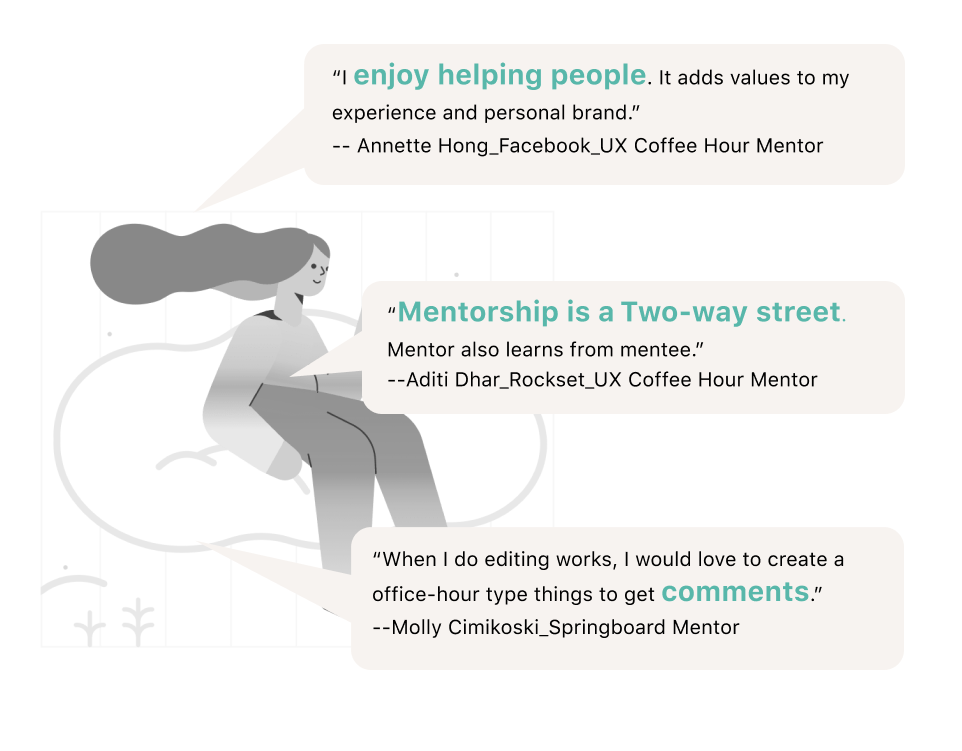 “I enjoy helping people. It adds values to my
experience and personal brand.”
-- Annette Hong_Facebook_UX Coffee Hour Mentor
“Mentorship is a Two-way street.
Mentor also learns from mentee.”
--Aditi Dhar_Rockset_UX Coffee Hour Mentor
“When I do editing works, I would love to create a
office-hour type things to get comments.”
--Molly Cimikoski_Springboard Mentor